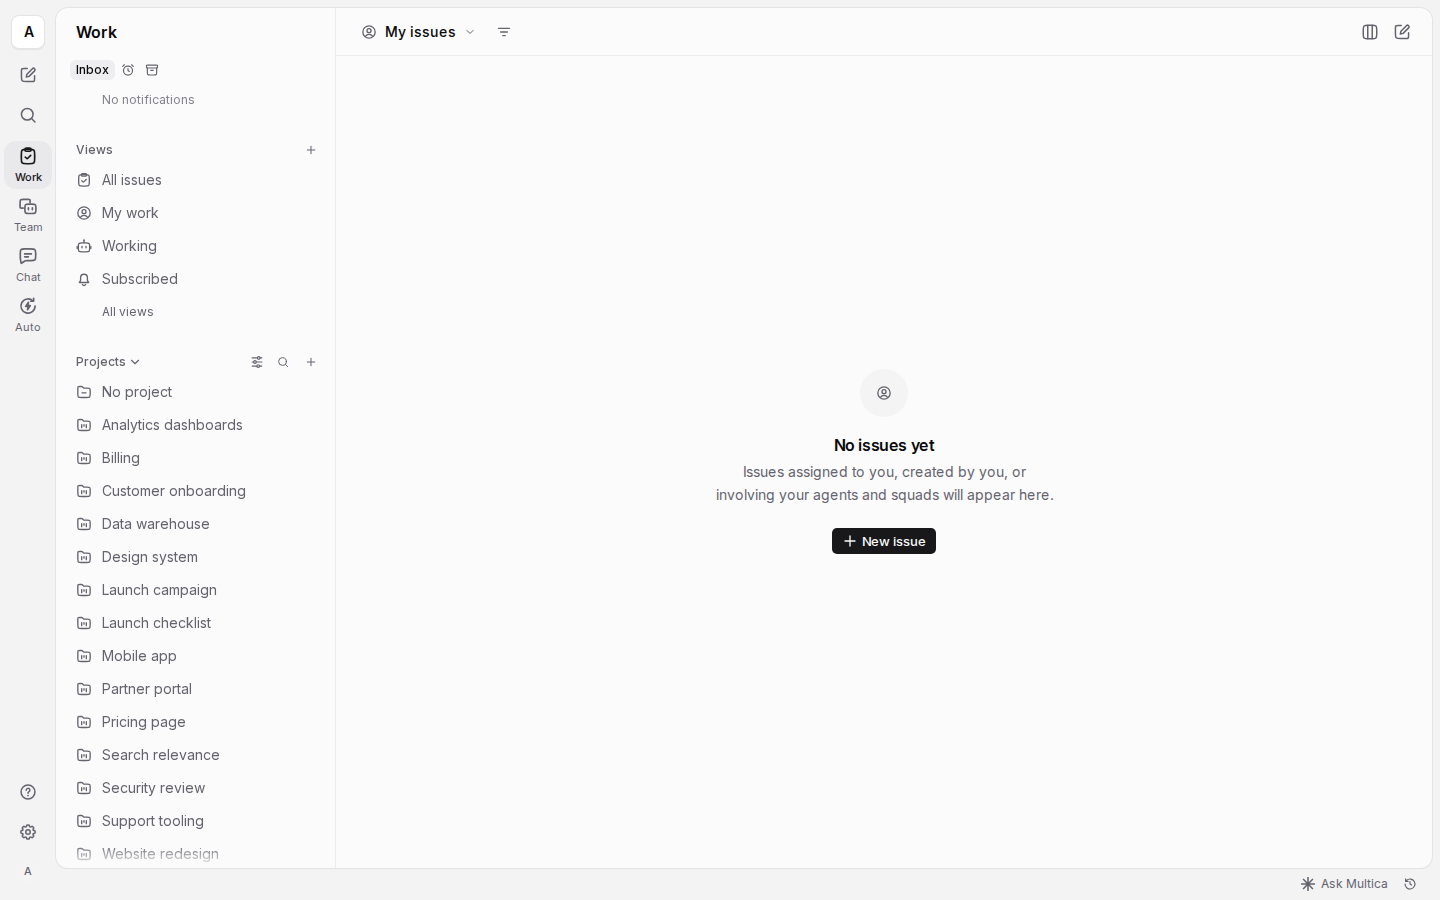 A
Work
Team
Chat
Auto
A
Work
Inbox
No notifications
Views
All issues
My work
Working
Subscribed
All views
Projects
No project
Analytics dashboards
Billing
Customer onboarding
Data warehouse
Design system
Launch campaign
Launch checklist
Mobile app
Partner portal
Pricing page
Search relevance
Security review
Support tooling
Website redesign
My issues
No issues yet
Issues assigned to you, created by you, or
involving your agents and squads will appear here.
New issue
Ask Multica